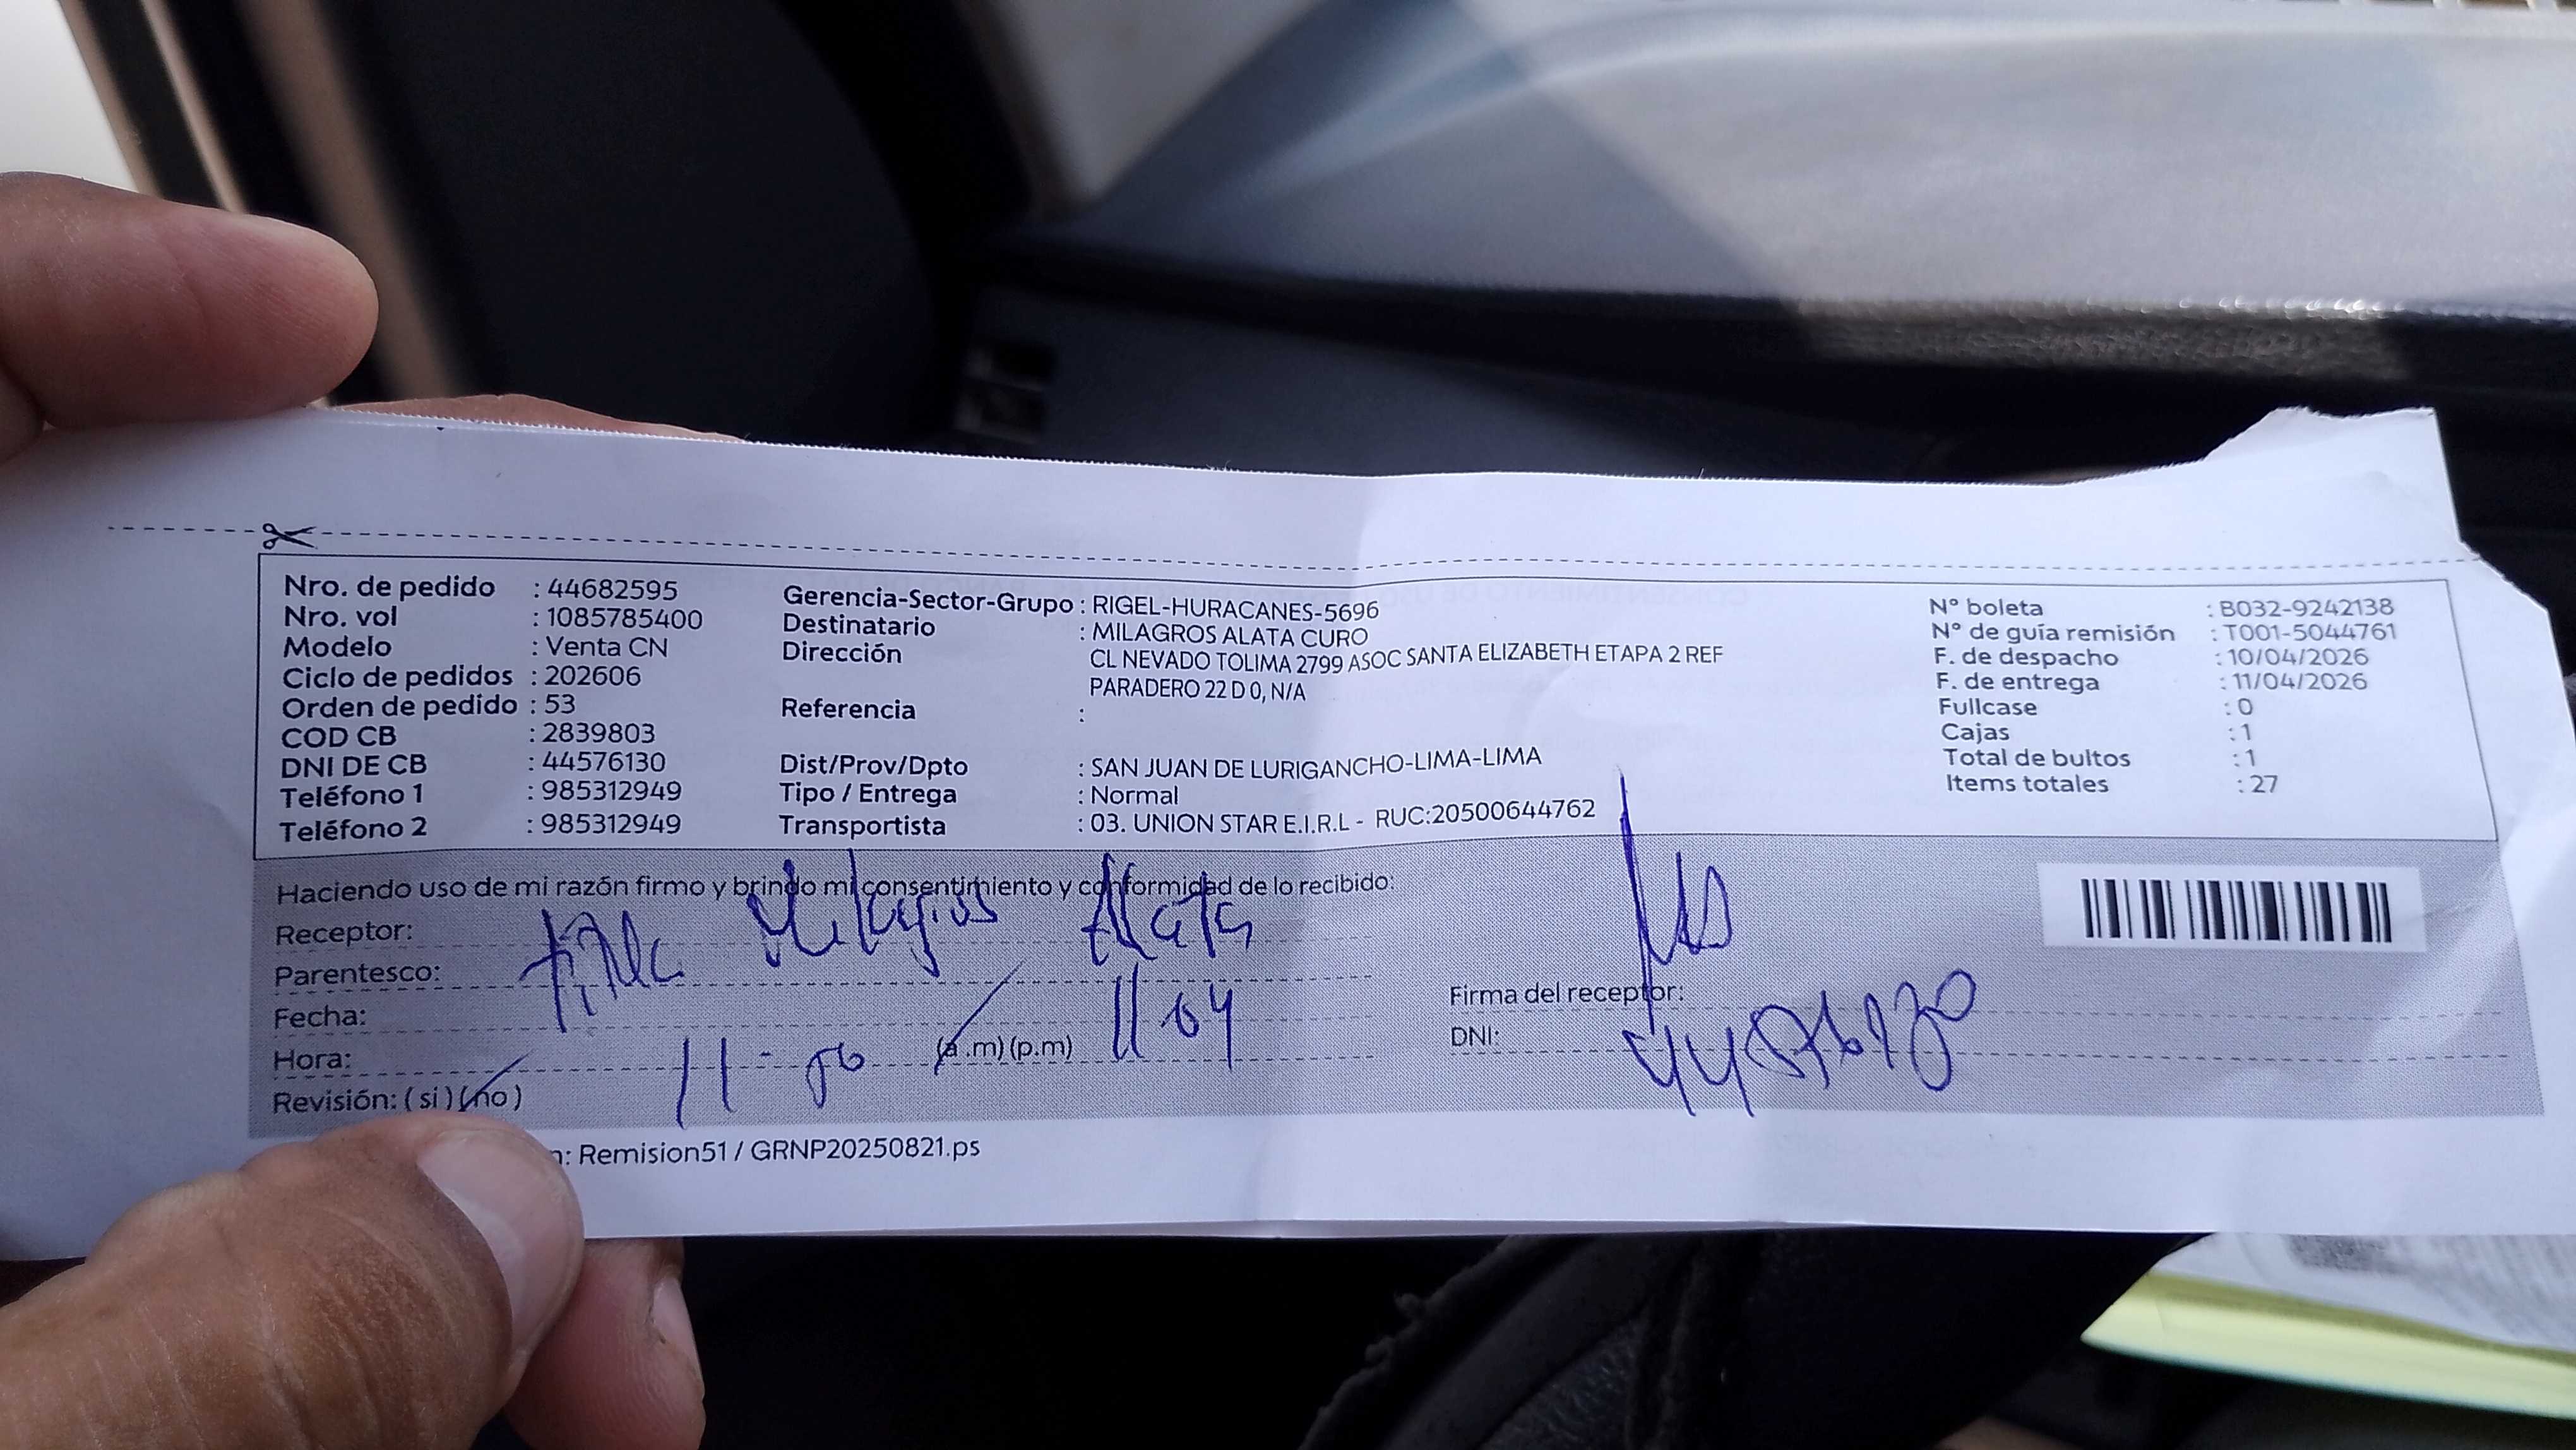 Nro. de pedido : 44682595
Nro. vol : 1085785400
Modelo : Venta CN
Ciclo de pedidos : 202606
Orden de pedido : 53
COD CB : 2839803
DNI DE CB : 44576130
Teléfono 1 : 985312949
Teléfono 2 : 985312949
Gerencia-Sector-Grupo : RIGEL-HURACANES-5696
Destinatario : MILAGROS ALATA CURO
Dirección CL NEVADO TOLIMA 2799 ASOC SANTA ELIZABETH ETAPA 2 REF
PARADERO 22 D 0, N/A
Referencia :
Dist/Prov/Dpto : SAN JUAN DE LURIGANCHO-LIMA-LIMA
Tipo / Entrega : Normal
Transportista : 03. UNION STAR E.I.R.L - RUC:20500644762
N° boleta : B032-9242138
N° de guía remisión : T001-5044761
F. de despacho : 10/04/2026
F. de entrega : 11/04/2026
Fullcase : 0
Cajas : 1
Total de bultos : 1
Items totales : 27
Haciendo uso de mi razón firmo y brindo mi consentimiento y conformidad de lo recibido:
Receptor: Milagros Alata
Parentesco:
Fecha: 11 04
Hora: 11-50 (a.m)(p.m)
Revisión: (si)(no)
Firma del receptor:
DNI: 44576130
n: Remision51 / GRNP20250821.ps